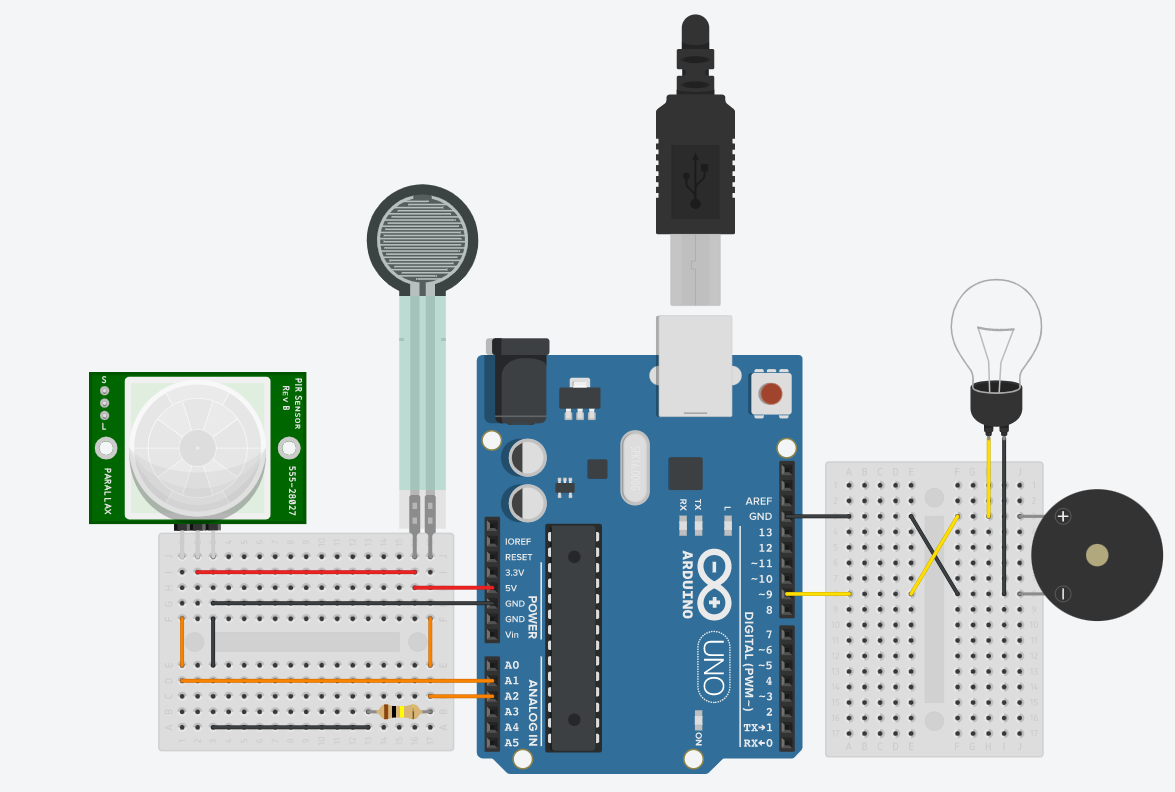 S
L
PIR SENSOR
REV B
PARALLAX
555-28027
IOREF
RESET
3.3V
5V
GND
GND
Vin
POWER
A0
A1
A2
A3
A4
A5
ANALOG IN
SPK16.000G
RX
TX
L
ARDUINO
UNO
ON
AREF
GND
13
12
~11
~10
~9
8
7
~6
~5
4
~3
2
TX→1
RX←0
DIGITAL (PWM~)
+
−
A B C D E F G H I J
A B C D E F G H I J